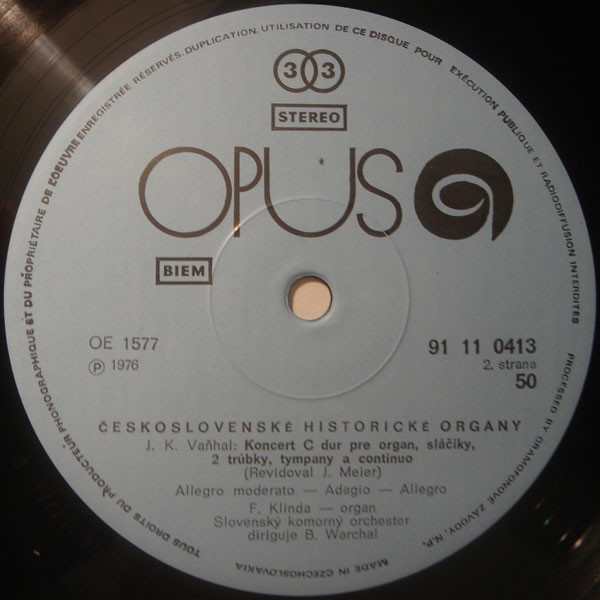 TOUS DROITS DU PRODUCTEUR PHONOGRAPHIQUE ET DU PROPRIÉTAIRE DE L'OEUVRE ENREGISTRÉE RÉSERVÉS. DUPLICATION, UTILISATION DE CE DISQUE POUR EXÉCUTION PUBLIQUE ET RADIODIFFUSION INTERDITES
33
STEREO
OPUS
BIEM
OE 1577
91 11 0413
Ⓟ 1976
2. strana
50
ČESKOSLOVENSKÉ HISTORICKÉ ORGANY
J. K. Vaňhal: Koncert C dur pre organ, sláčiky,
2 trúbky, tympany a continuo
(Revidoval J. Meier)
Allegro moderato — Adagio — Allegro
F. Klinda — organ
Slovenský komorný orchester
diriguje B. Warchal
PROCESSED BY GRAMOFONOVÉ ZÁVODY, N.P.
MADE IN CZECHOSLOVAKIA